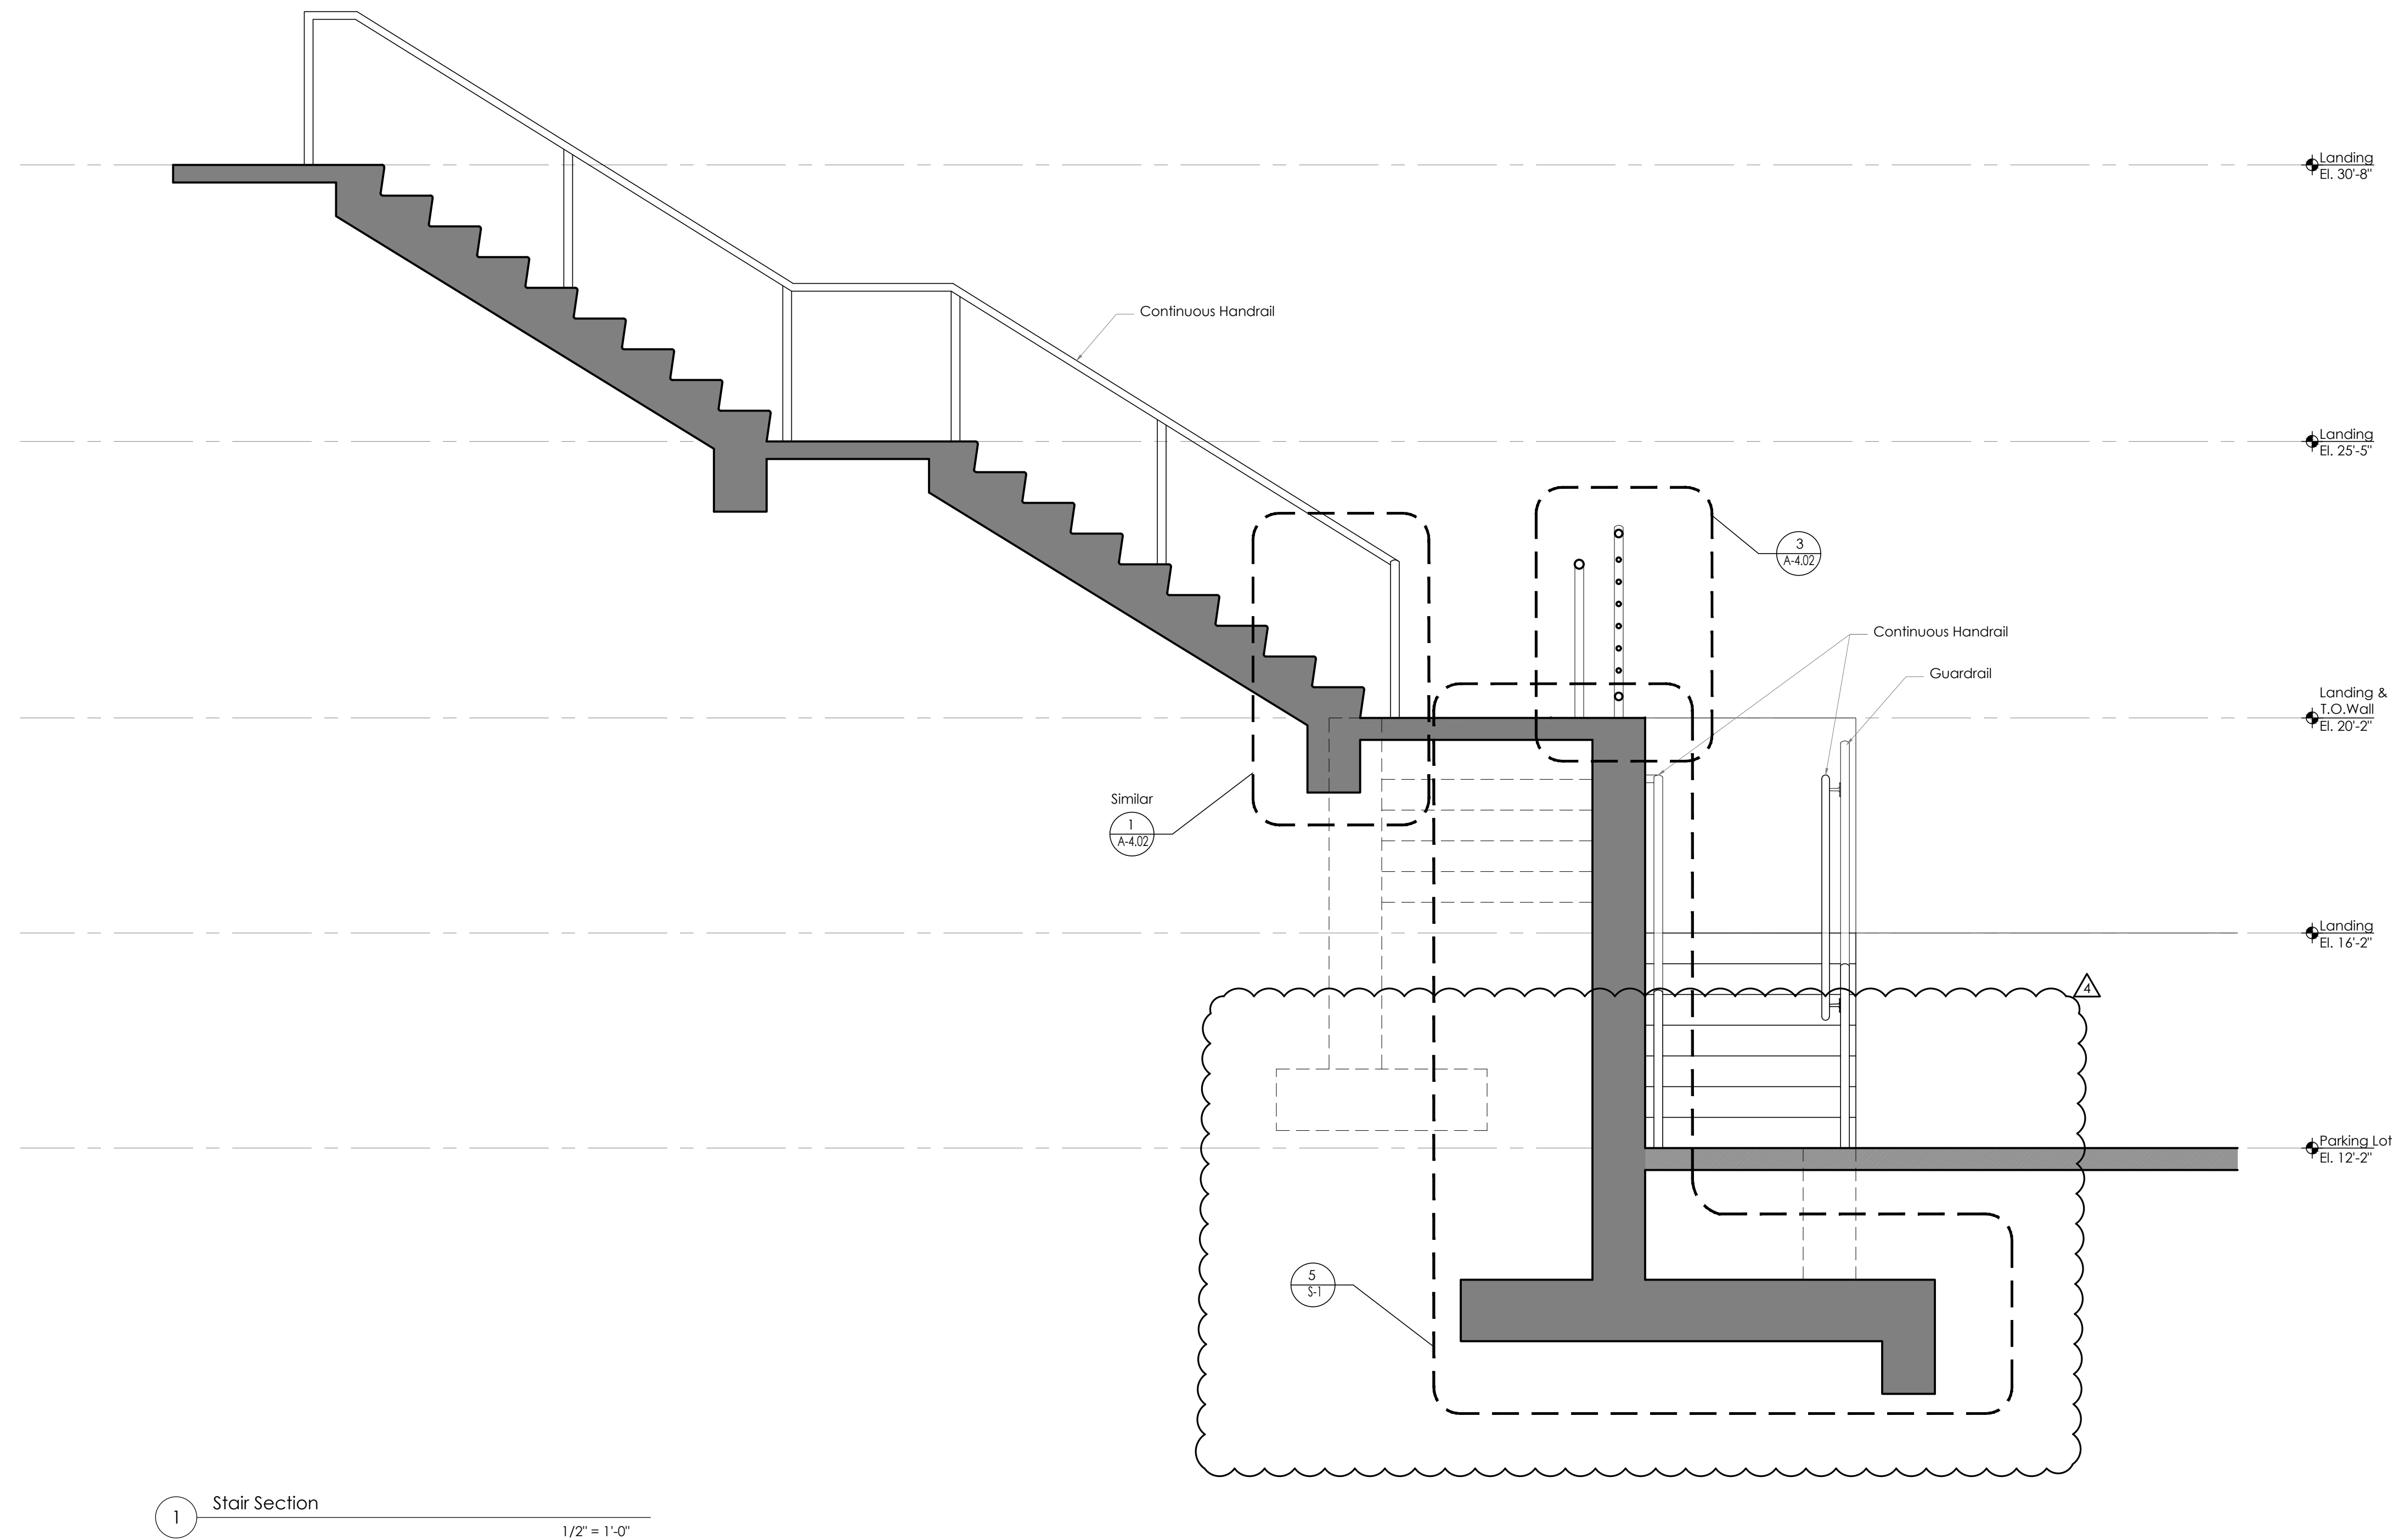 Landing
El. 30'-8"
Continuous Handrail
Landing
El. 25'-5"
3
A-4.02
Continuous Handrail
Guardrail
Landing &
T.O.Wall
El. 20'-2"
Similar
1
A-4.02
Landing
El. 16'-2"
4
Parking Lot
El. 12'-2"
5
S-1
1
Stair Section
1/2" = 1'-0"